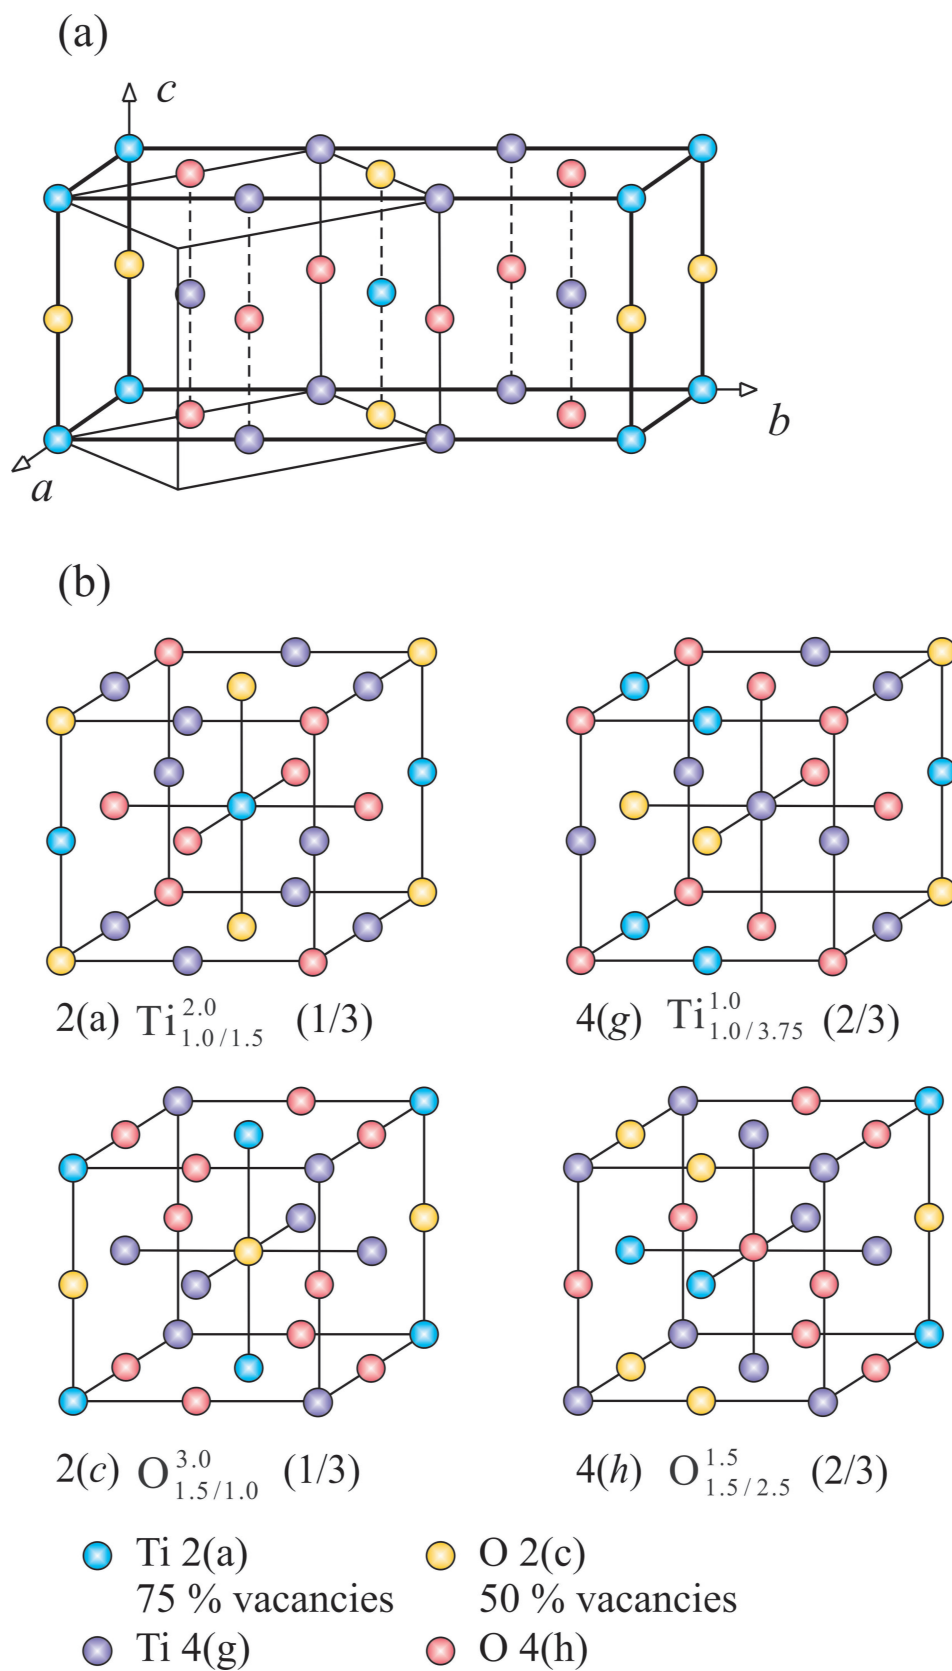 (a)
c
b
a
(b)
2(a) Ti 2.0 1.0/1.5 (1/3)
4(g) Ti 1.0 1.0/3.75 (2/3)
2(c) O 3.0 1.5/1.0 (1/3)
4(h) O 1.5 1.5/2.5 (2/3)
Ti 2(a)
75 % vacancies
O 2(c)
50 % vacancies
Ti 4(g)
O 4(h)